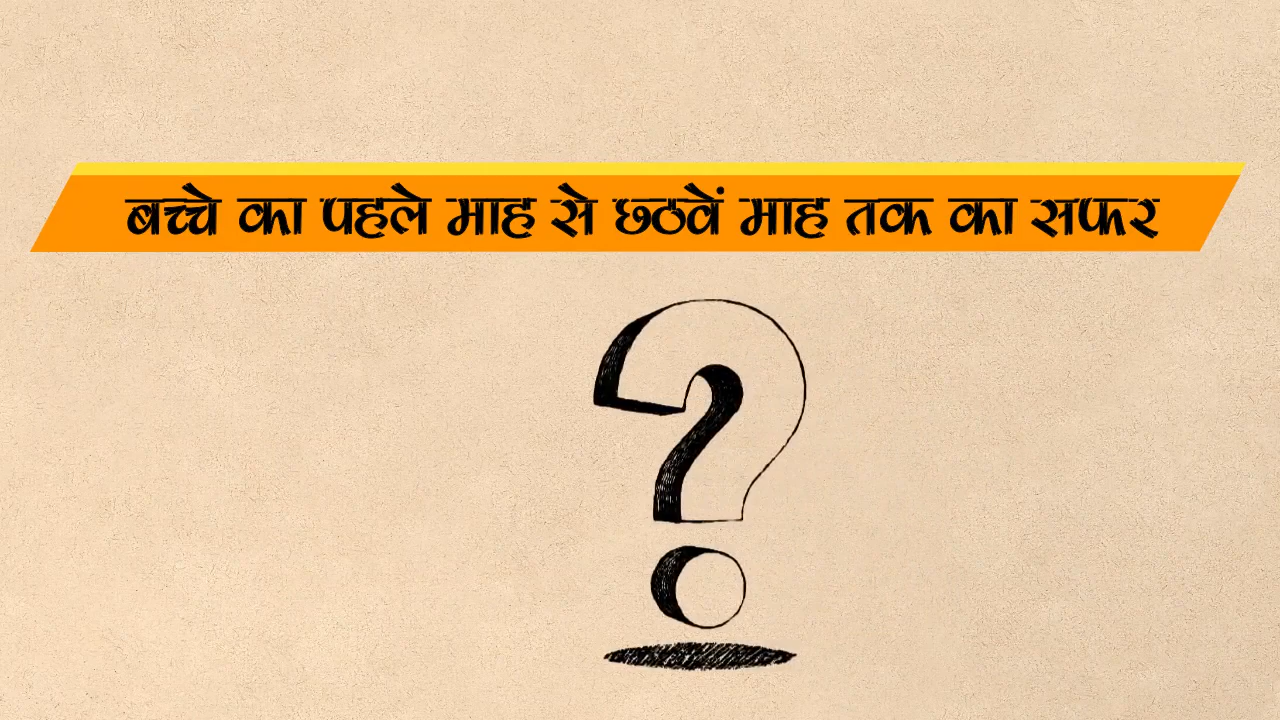 बच्चे का पहले माह से छठवें माह तक का सफर
?